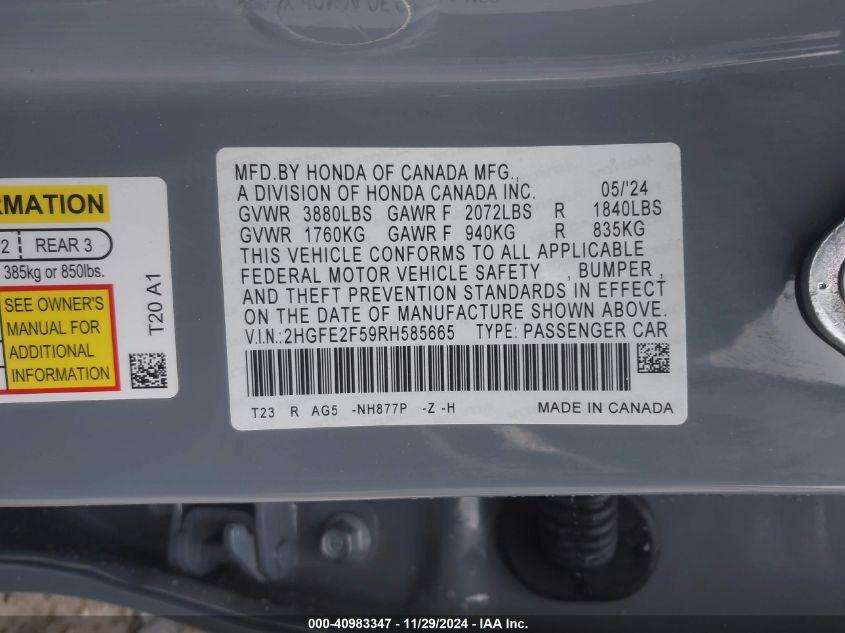 MFD.BY HONDA OF CANADA MFG.,
A DIVISION OF HONDA CANADA INC. 05/'24
GVWR 3880LBS GAWR F 2072LBS R 1840LBS
GVWR 1760KG GAWR F 940KG R 835KG
THIS VEHICLE CONFORMS TO ALL APPLICABLE
FEDERAL MOTOR VEHICLE SAFETY , BUMPER ,
AND THEFT PREVENTION STANDARDS IN EFFECT
ON THE DATE OF MANUFACTURE SHOWN ABOVE.
V.I.N.:2HGFE2F59RH585665 TYPE: PASSENGER CAR
T23 R AG5 -NH877P -Z -H MADE IN CANADA
RMATION
2 REAR 3
385kg or 850lbs.
SEE OWNER'S
MANUAL FOR
ADDITIONAL
INFORMATION
T20 A1
000-40983347 - 11/29/2024 - IAA Inc.